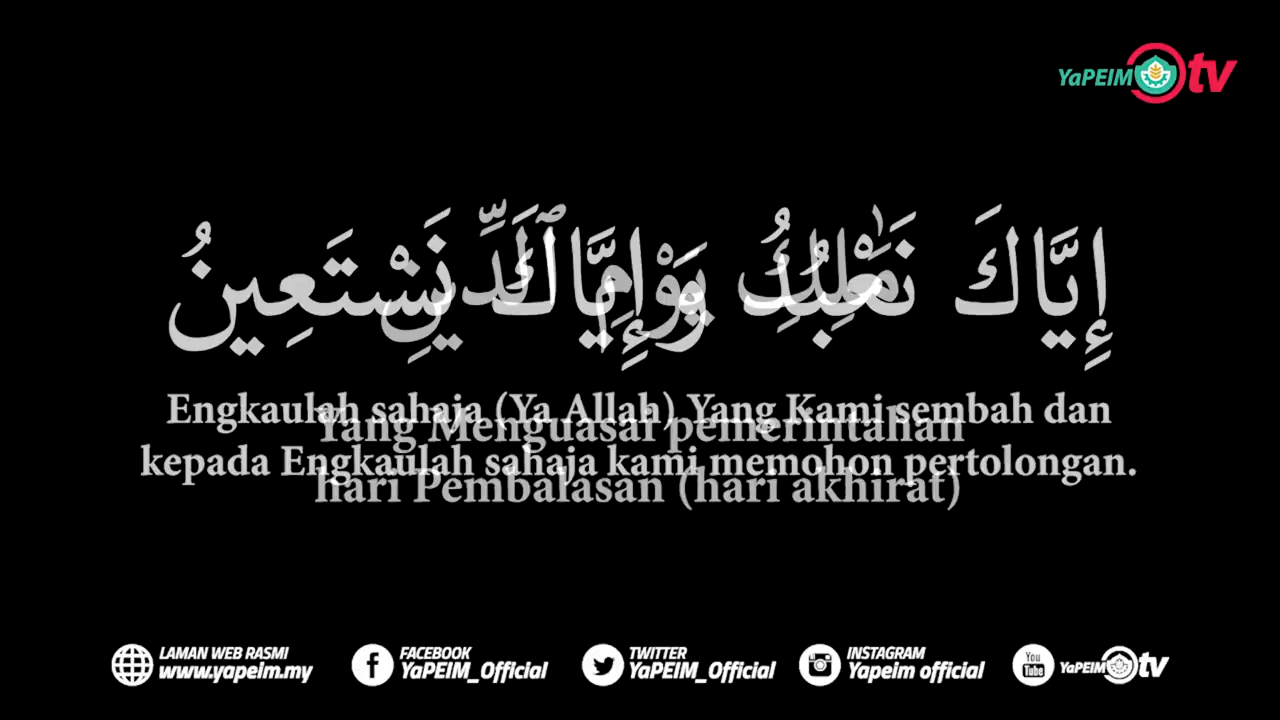 YaPEIM tv
إِيَّاكَ نَعْبُدُ وَإِيَّاكَ نَسْتَعِينُ
مَٰلِكِ يَوْمِ ٱلدِّينِ
Engkaulah sahaja (Ya Allah) Yang Kami sembah dan
kepada Engkaulah sahaja kami memohon pertolongan.
Yang Menguasai pemerintahan
hari Pembalasan (hari akhirat)
LAMAN WEB RASMI
www.yapeim.my
FACEBOOK
YaPEIM_Official
TWITTER
YaPEIM_Official
INSTAGRAM
Yapeim official
You Tube
YaPEIM tv